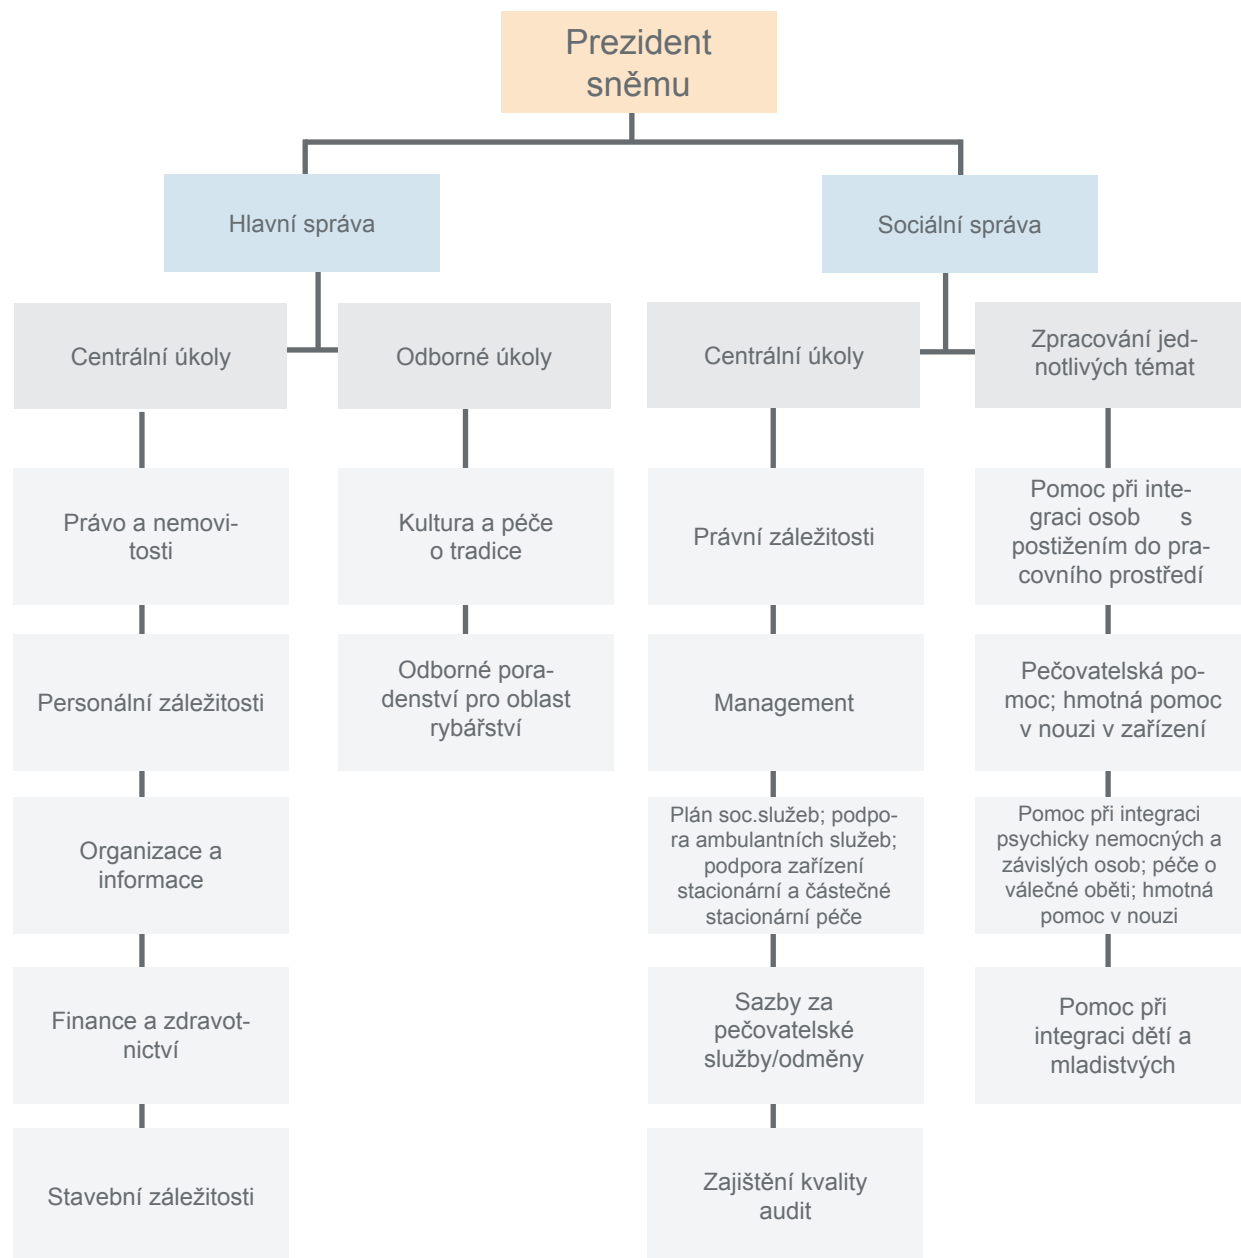 Prezident
sněmu
Hlavní správa
Sociální správa
Centrální úkoly
Odborné úkoly
Centrální úkoly
Zpracování jed-
notlivých témat
Právo a nemovi-
tosti
Kultura a péče
o tradice
Právní záležitosti
Pomoc při inte-
graci osob s
postižením do pra-
covního prostředí
Personální záležitosti
Odborné pora-
denství pro oblast
rybářství
Management
Pečovatelská po-
moc; hmotná pomoc
v nouzi v zařízení
Organizace a
informace
Plán soc.služeb; podpo-
ra ambulantních služeb;
podpora zařízení
stacionární a částečné
stacionární péče
Pomoc při integraci
psychicky nemocných a
závislých osob; péče o
válečné oběti; hmotná
pomoc v nouzi
Finance a zdravot-
nictví
Sazby za
pečovatelské
služby/odměny
Pomoc při
integraci dětí a
mladistvých
Stavební záležitosti
Zajištění kvality
audit